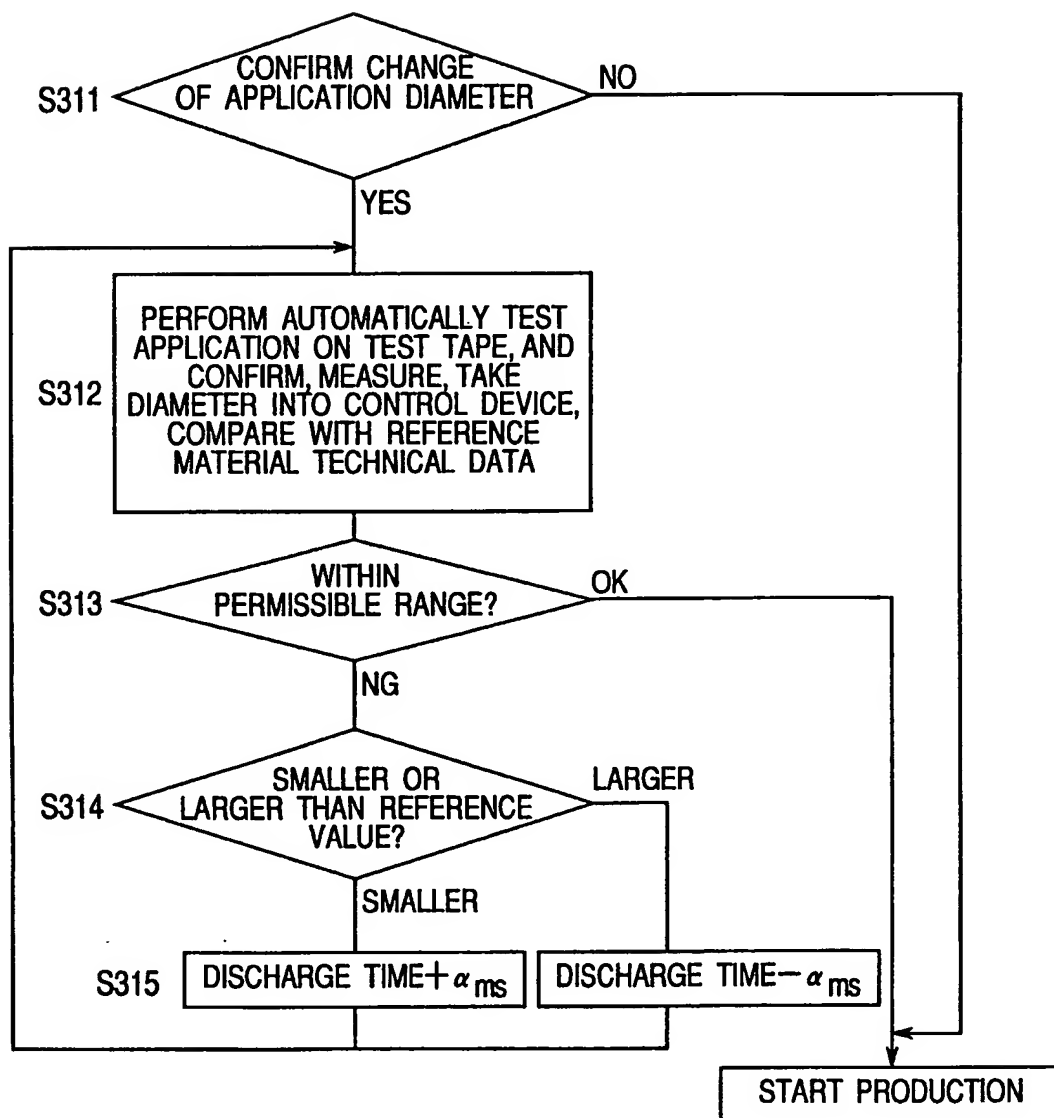 CONFIRM CHANGE
OF APPLICATION DIAMETER
NO
S311
YES
PERFORM AUTOMATICALLY TEST
APPLICATION ON TEST TAPE, AND
CONFIRM, MEASURE, TAKE
DIAMETER INTO CONTROL DEVICE,
COMPARE WITH REFERENCE
MATERIAL TECHNICAL DATA
S312
WITHIN
PERMISSIBLE RANGE?
OK
S313
NG
SMALLER OR
LARGER THAN REFERENCE
VALUE?
LARGER
S314
SMALLER
S315
DISCHARGE TIME+α ms
DISCHARGE TIME−α ms
START PRODUCTION